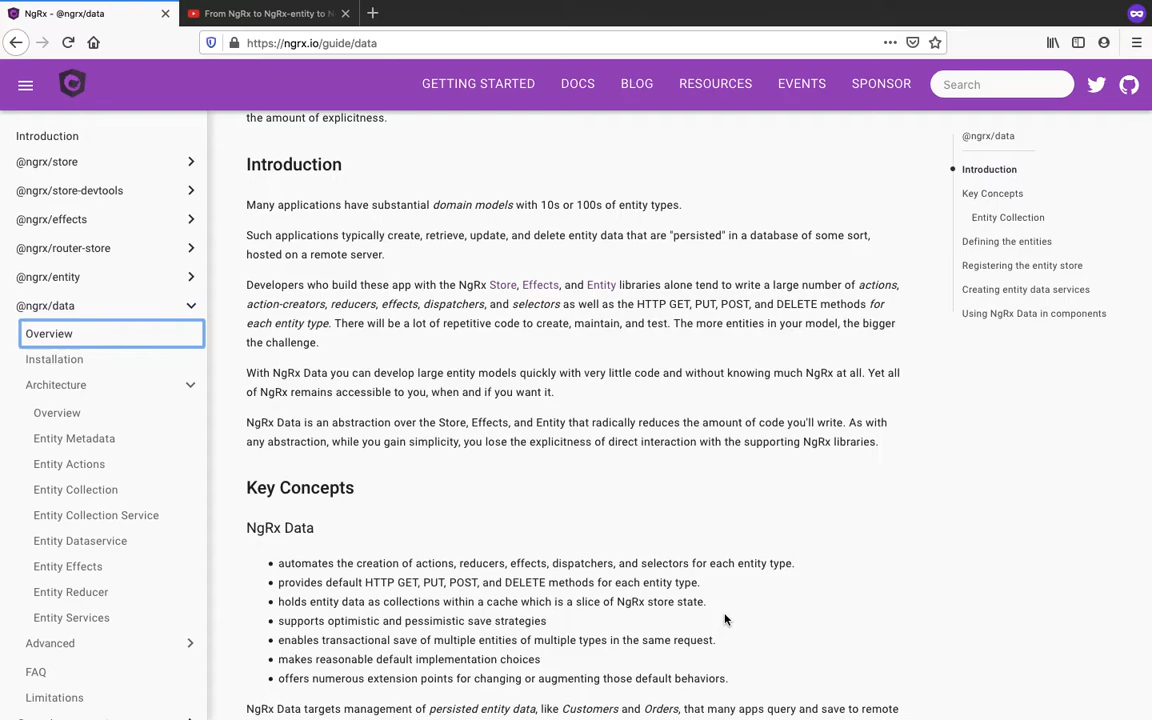 NgRx - @ngrx/data
From NgRx to NgRx-entity to N
https://ngrx.io/guide/data
GETTING STARTED DOCS BLOG RESOURCES EVENTS SPONSOR Search
Introduction
@ngrx/store
@ngrx/store-devtools
@ngrx/effects
@ngrx/router-store
@ngrx/entity
@ngrx/data
Overview
Installation
Architecture
Overview
Entity Metadata
Entity Actions
Entity Collection
Entity Collection Service
Entity Dataservice
Entity Effects
Entity Reducer
Entity Services
Advanced
FAQ
Limitations
the amount of explicitness.
Introduction
Many applications have substantial domain models with 10s or 100s of entity types.
Such applications typically create, retrieve, update, and delete entity data that are "persisted" in a database of some sort,
hosted on a remote server.
Developers who build these app with the NgRx Store, Effects, and Entity libraries alone tend to write a large number of actions,
action-creators, reducers, effects, dispatchers, and selectors as well as the HTTP GET, PUT, POST, and DELETE methods for
each entity type. There will be a lot of repetitive code to create, maintain, and test. The more entities in your model, the bigger
the challenge.
With NgRx Data you can develop large entity models quickly with very little code and without knowing much NgRx at all. Yet all
of NgRx remains accessible to you, when and if you want it.
NgRx Data is an abstraction over the Store, Effects, and Entity that radically reduces the amount of code you'll write. As with
any abstraction, while you gain simplicity, you lose the explicitness of direct interaction with the supporting NgRx libraries.
Key Concepts
NgRx Data
• automates the creation of actions, reducers, effects, dispatchers, and selectors for each entity type.
• provides default HTTP GET, PUT, POST, and DELETE methods for each entity type.
• holds entity data as collections within a cache which is a slice of NgRx store state.
• supports optimistic and pessimistic save strategies
• enables transactional save of multiple entities of multiple types in the same request.
• makes reasonable default implementation choices
• offers numerous extension points for changing or augmenting those default behaviors.
NgRx Data targets management of persisted entity data, like Customers and Orders, that many apps query and save to remote
@ngrx/data
Introduction
Key Concepts
Entity Collection
Defining the entities
Registering the entity store
Creating entity data services
Using NgRx Data in components